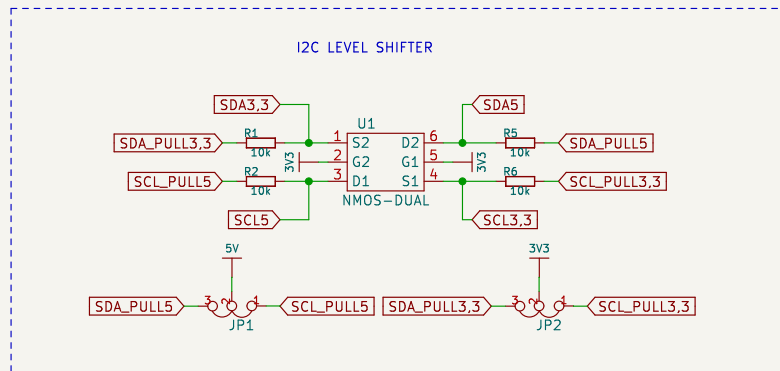 I2C LEVEL SHIFTER
SDA3,3
SDA5
U1
SDA_PULL3,3
R1
10k
1
S2
D2
6
R5
10k
SDA_PULL5
3V3
2
G2
G1
5
3V3
SCL_PULL5
R2
10k
3
D1
S1
4
R6
10k
SCL_PULL3,3
NMOS-DUAL
SCL5
SCL3,3
5V
3V3
SDA_PULL5
3
2
1
SCL_PULL5
SDA_PULL3,3
3
2
1
SCL_PULL3,3
JP1
JP2